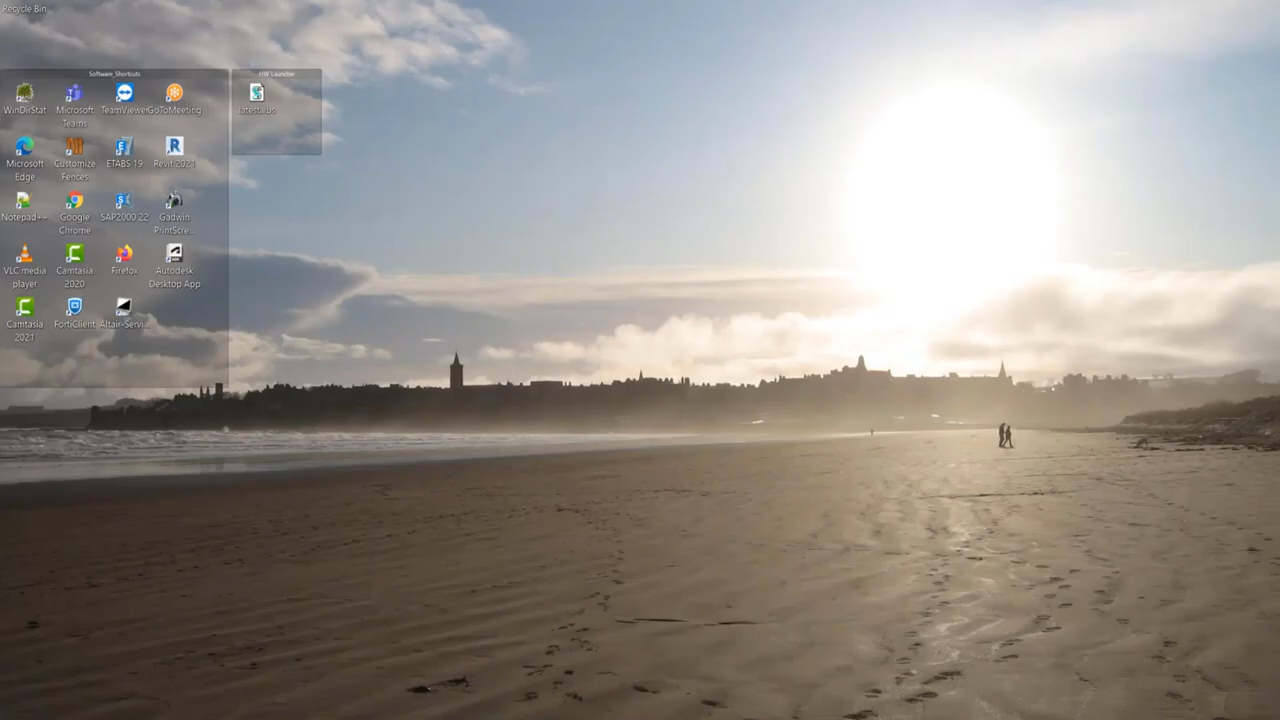 Recycle Bin
Software_Shortcuts
HW Launcher
WinDirStat
Microsoft
Teams
TeamViewer
GoToMeeting
latest.vbs
Microsoft
Edge
Customize
Fences
ETABS 19
Revit 2021
Notepad++
Google
Chrome
SAP2000 22
Gadwin
PrintScre...
VLC media
player
Camtasia
2020
Firefox
Autodesk
Desktop App
Camtasia
2021
FortiClient
Altair-Servi...